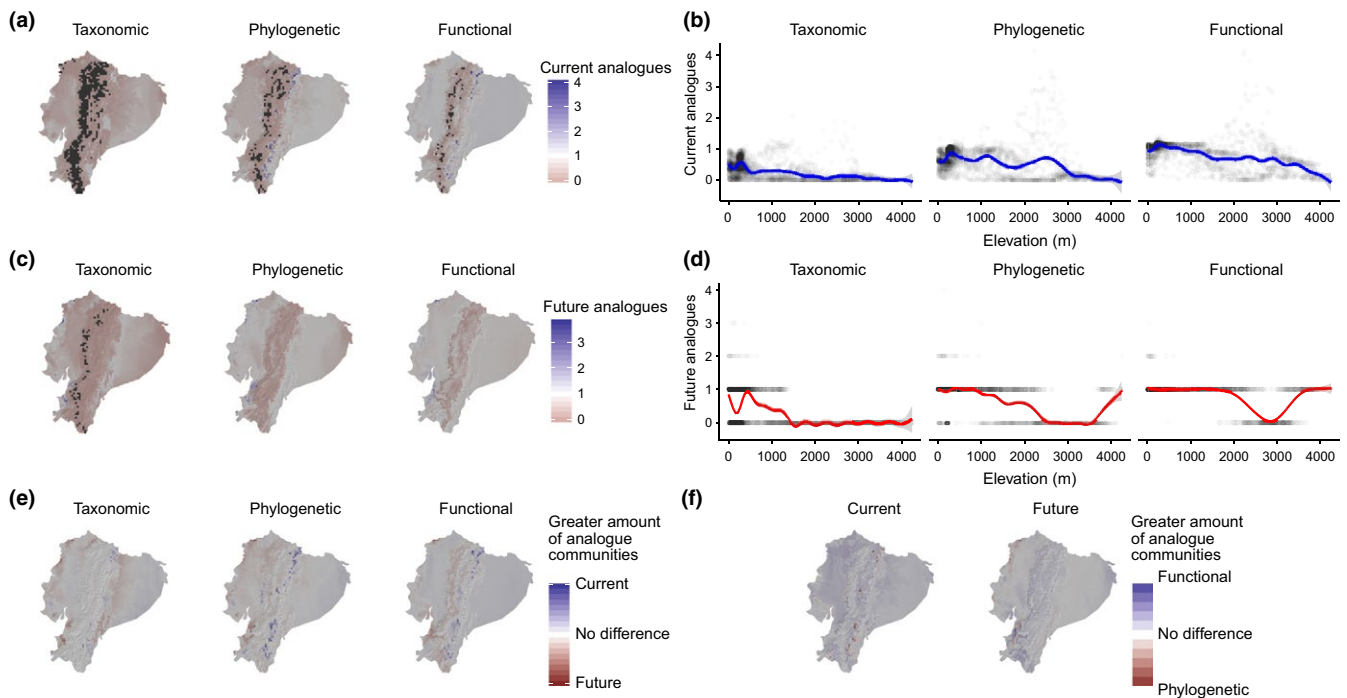 (a)
Taxonomic
Phylogenetic
Functional
Current analogues
4
3
2
1
0
(b)
Taxonomic
Phylogenetic
Functional
Current analogues
4
3
2
1
0
0 1000 2000 3000 4000
0 1000 2000 3000 4000
0 1000 2000 3000 4000
Elevation (m)
(c)
Taxonomic
Phylogenetic
Functional
Future analogues
3
2
1
0
(d)
Taxonomic
Phylogenetic
Functional
Future analogues
4
3
2
1
0
0 1000 2000 3000 4000
0 1000 2000 3000 4000
0 1000 2000 3000 4000
Elevation (m)
(e)
Taxonomic
Phylogenetic
Functional
Greater amount
of analogue
communities
Current
No difference
Future
(f)
Current
Future
Greater amount
of analogue
communities
Functional
No difference
Phylogenetic